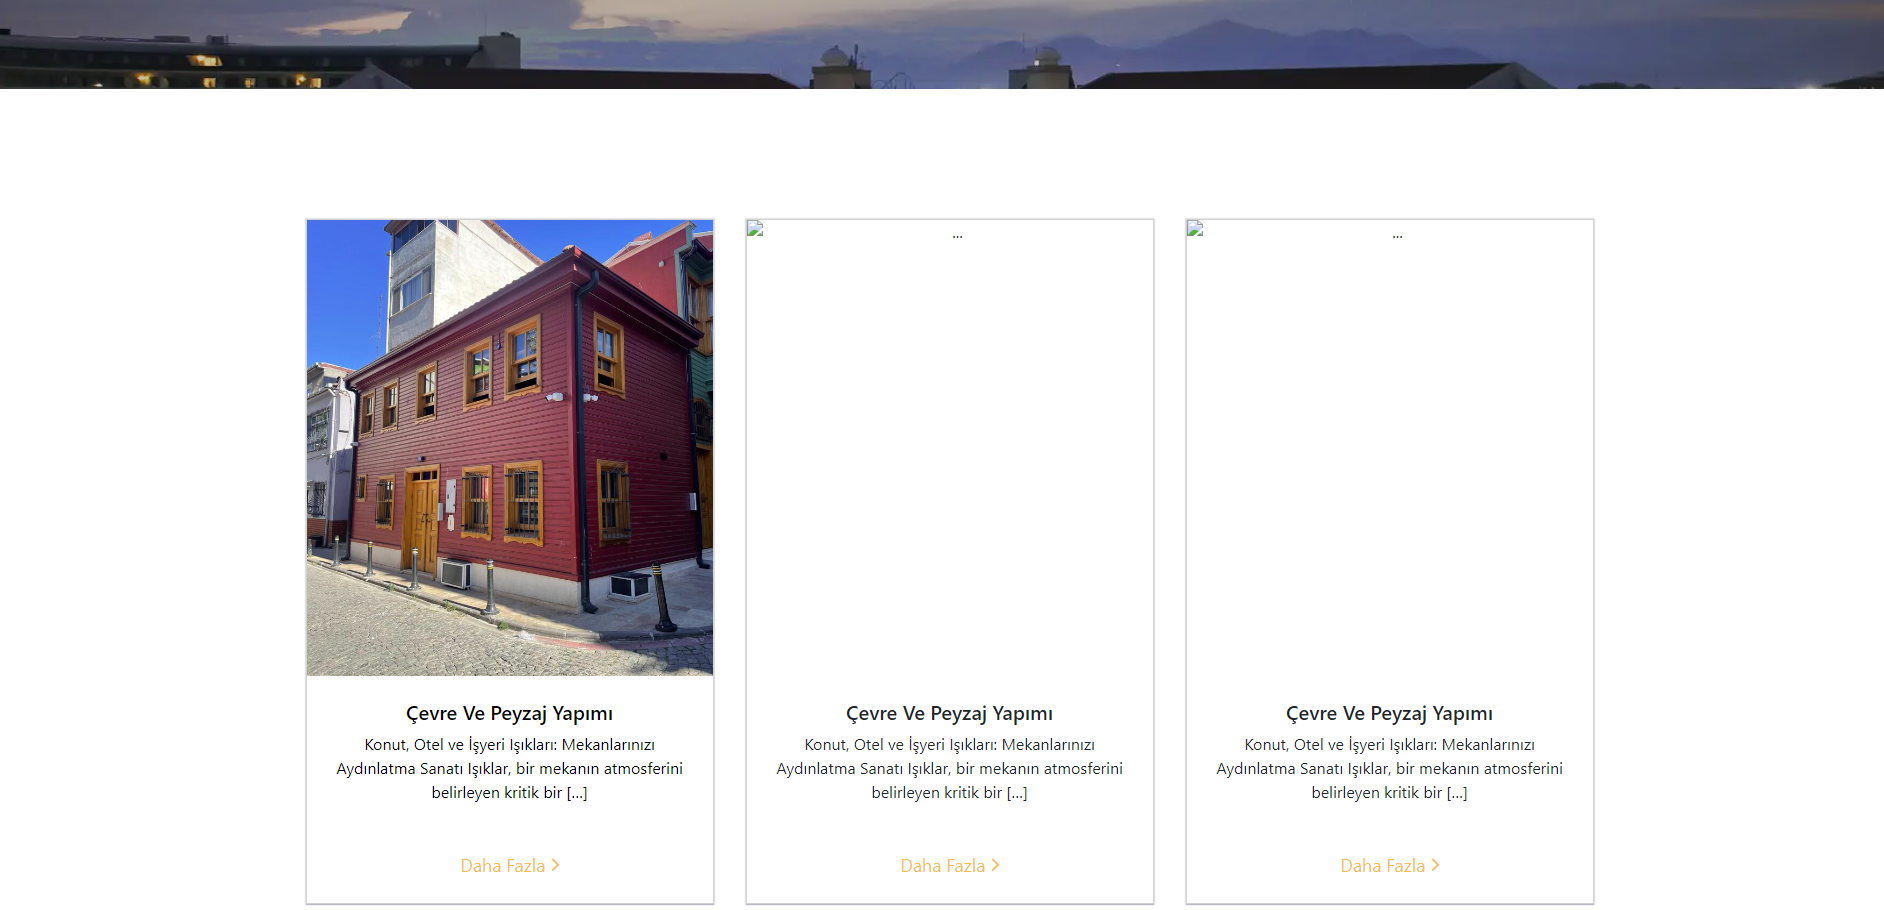 ...
...
Çevre Ve Peyzaj Yapımı
Konut, Otel ve İşyeri Işıkları: Mekanlarınızı
Aydınlatma Sanatı Işıklar, bir mekanın atmosferini
belirleyen kritik bir [...]
Daha Fazla
Çevre Ve Peyzaj Yapımı
Konut, Otel ve İşyeri Işıkları: Mekanlarınızı
Aydınlatma Sanatı Işıklar, bir mekanın atmosferini
belirleyen kritik bir [...]
Daha Fazla
Çevre Ve Peyzaj Yapımı
Konut, Otel ve İşyeri Işıkları: Mekanlarınızı
Aydınlatma Sanatı Işıklar, bir mekanın atmosferini
belirleyen kritik bir [...]
Daha Fazla